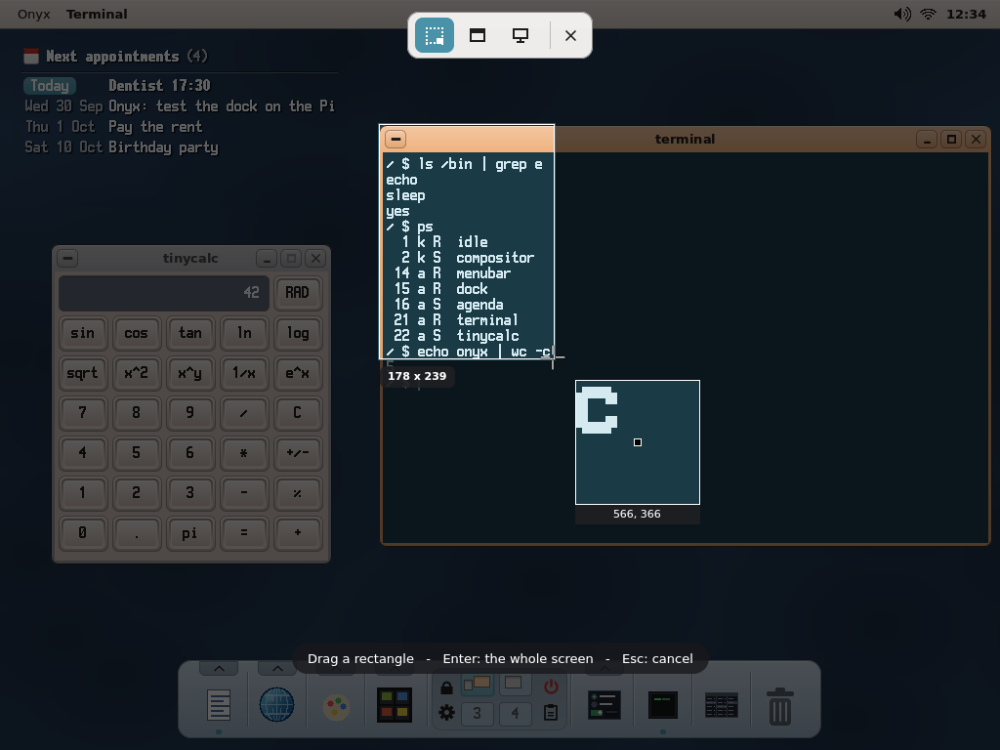 Onyx Terminal 12:34
Next appointments (4)
Today Dentist 17:30
Wed 30 Sep Onyx: test the dock on the Pi
Thu 1 Oct Pay the rent
Sat 10 Oct Birthday party
terminal
/ $ ls /bin | grep e
echo
sleep
yes
/ $ ps
1 k R idle
2 k S compositor
14 a R menubar
15 a R dock
16 a S agenda
21 a R terminal
22 a S tinycalc
/ $ echo onyx | wc -c
5
/ $
178 x 239
566, 366
tinycalc
42 RAD
sin cos tan ln log
sqrt x^2 x^y 1/x e^x
7 8 9 / C
4 5 6 * +/-
1 2 3 - %
0 . pi = +
Drag a rectangle - Enter: the whole screen - Esc: cancel
3 4